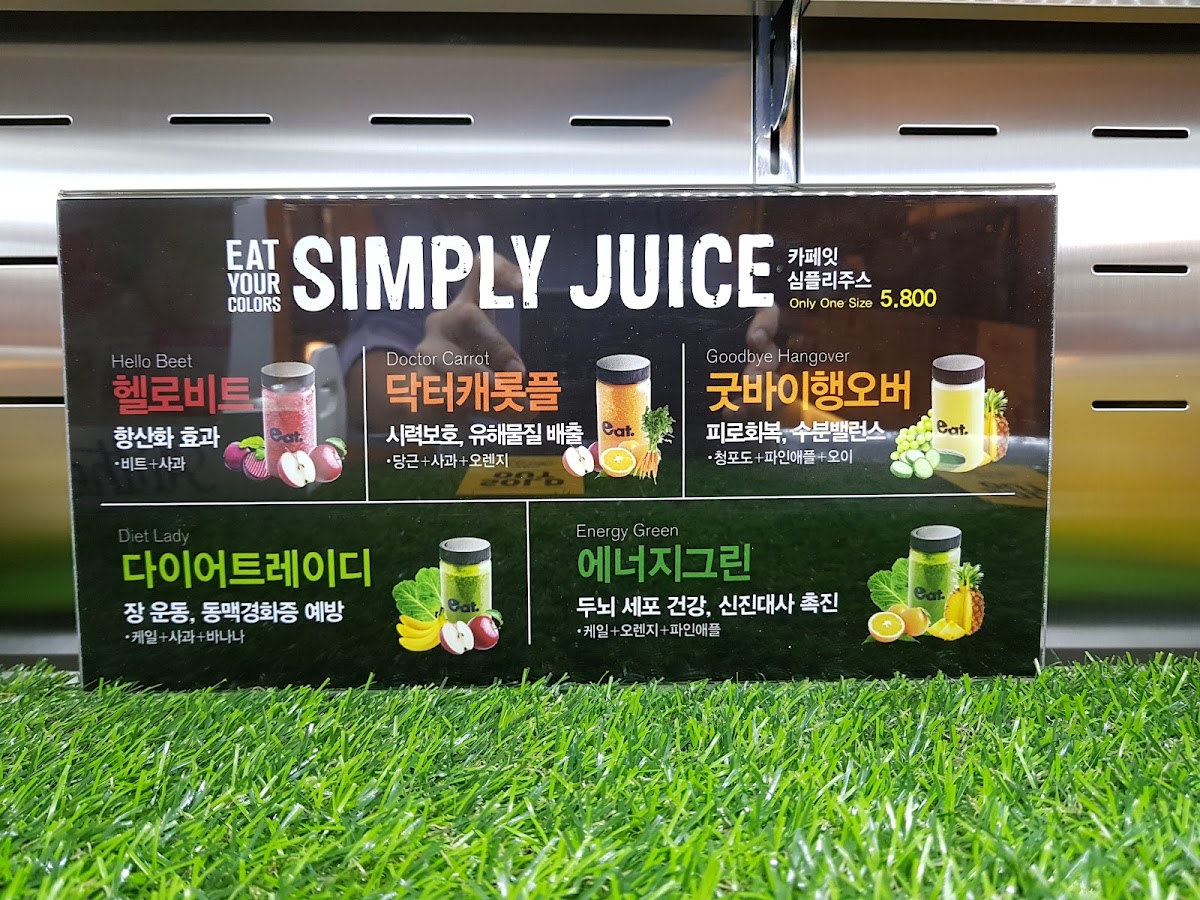 EAT
YOUR
COLORS
SIMPLY JUICE
카페잇
심플리주스
Only One Size 5.800
Hello Beet
헬로비트
항산화 효과
•비트+사과
eat.
Doctor Carrot
닥터캐롯플
시력보호, 유해물질 배출
•당근+사과+오렌지
eat.
Goodbye Hangover
굿바이행오버
피로회복, 수분밸런스
•청포도+파인애플+오이
eat.
Diet Lady
다이어트레이디
장 운동, 동맥경화증 예방
•케일+사과+바나나
eat.
Energy Green
에너지그린
두뇌 세포 건강, 신진대사 촉진
•케일+오렌지+파인애플
eat.